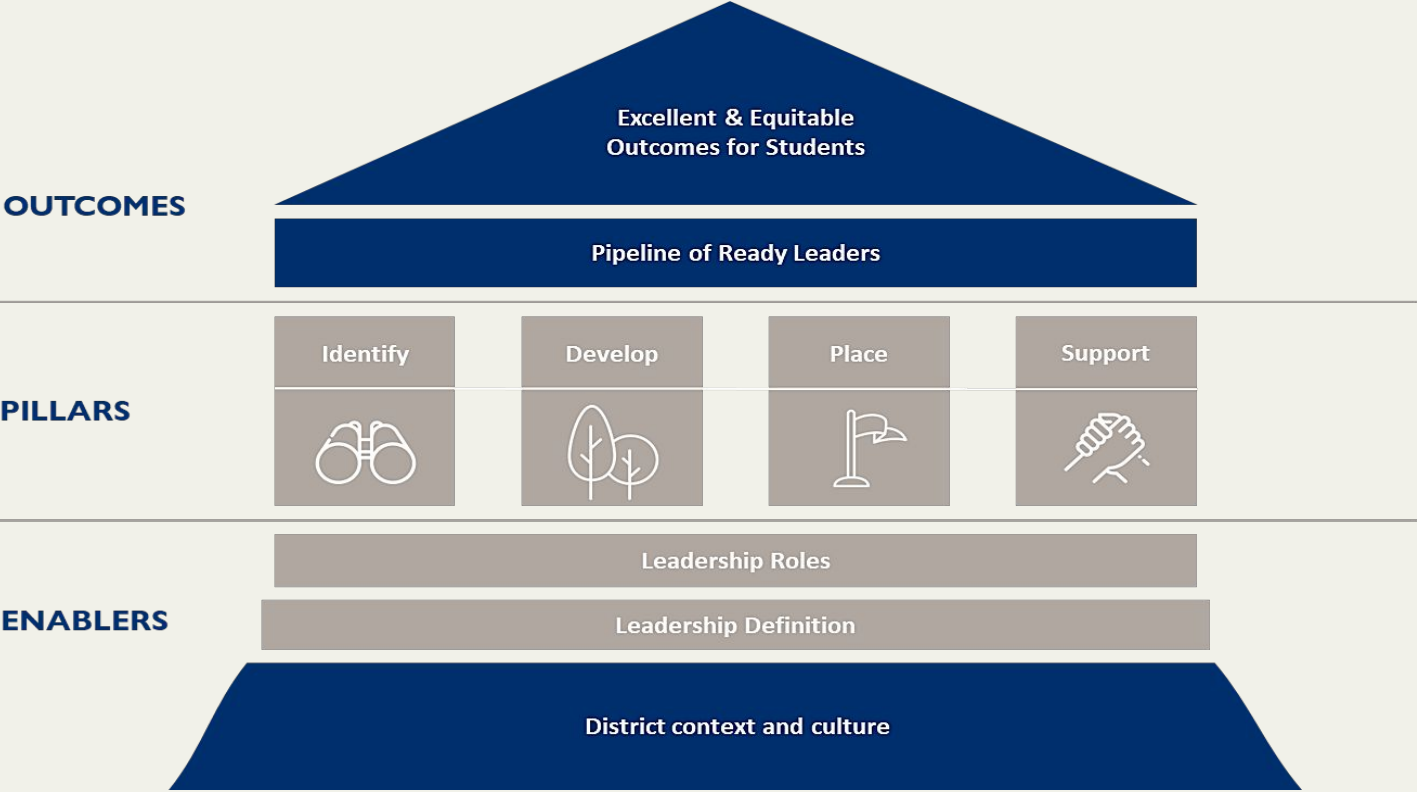 Excellent & Equitable
Outcomes for Students
OUTCOMES
Pipeline of Ready Leaders
Identify
Develop
Place
Support
PILLARS
Leadership Roles
ENABLERS
Leadership Definition
District context and culture